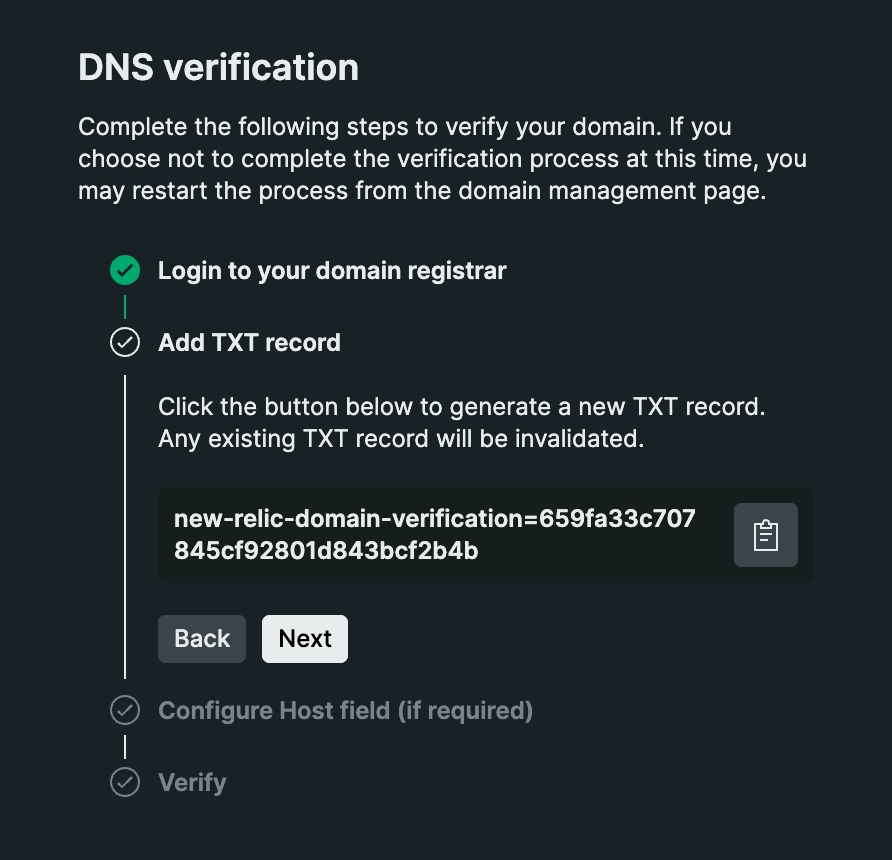 DNS verification
Complete the following steps to verify your domain. If you
choose not to complete the verification process at this time, you
may restart the process from the domain management page.
Login to your domain registrar
Add TXT record
Click the button below to generate a new TXT record.
Any existing TXT record will be invalidated.
new-relic-domain-verification=659fa33c707
845cf92801d843bcf2b4b
Back Next
Configure Host field (if required)
Verify